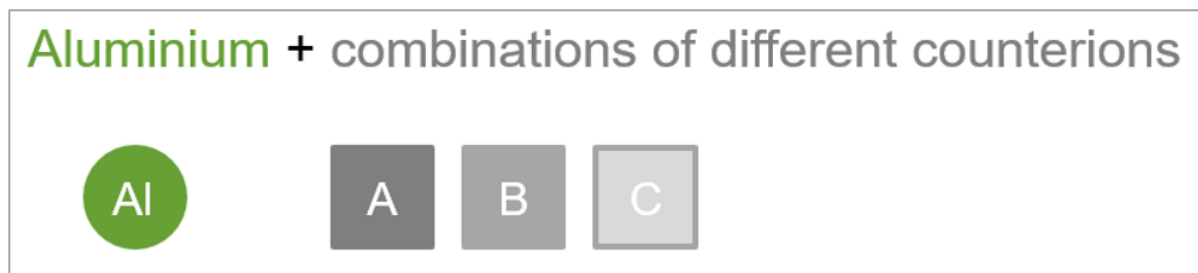 Aluminium + combinations of different counterions
Al A B C